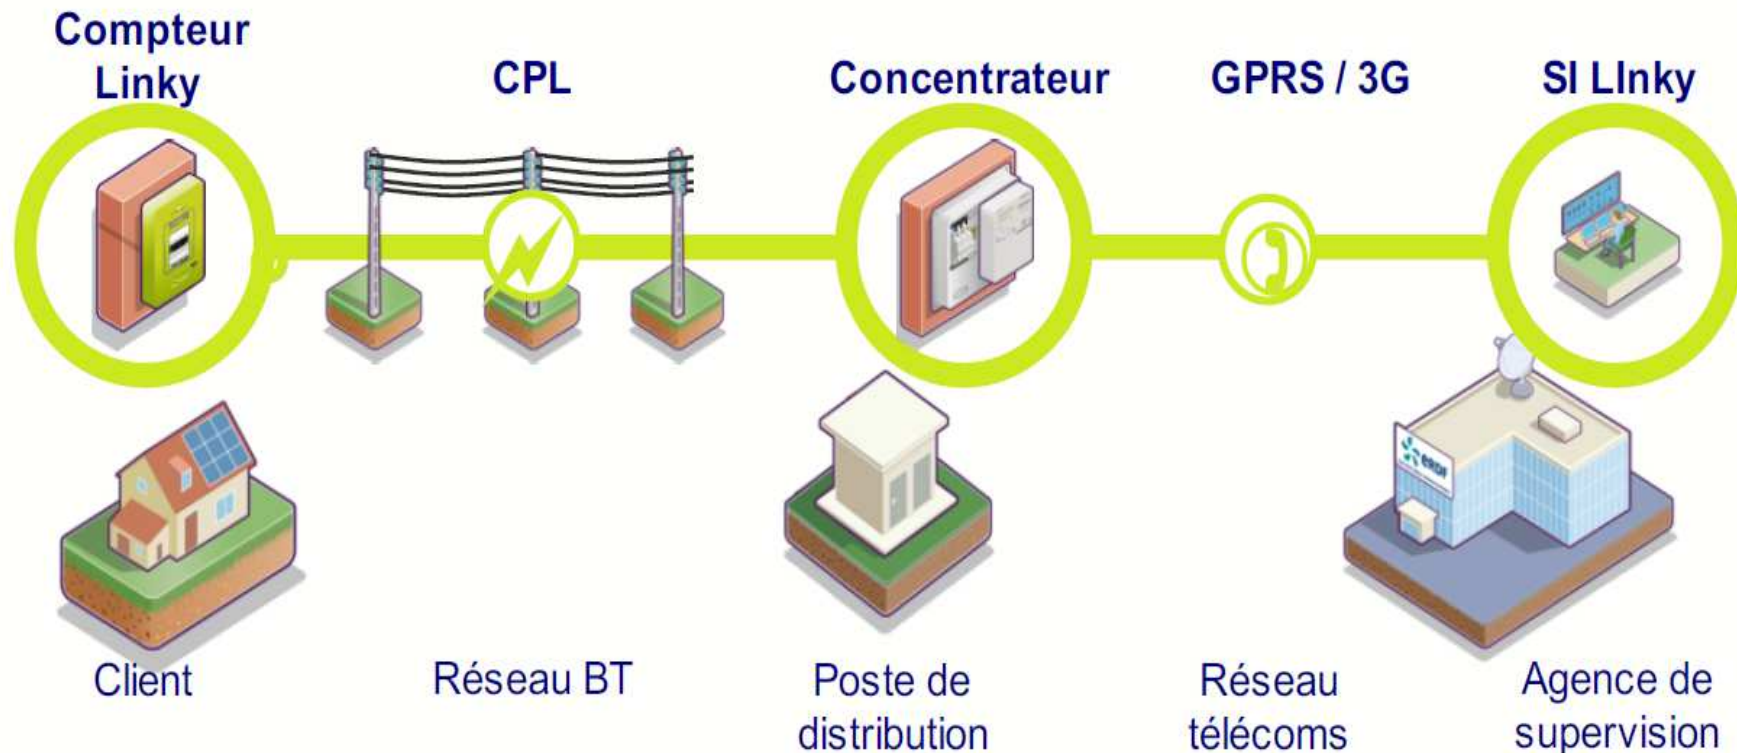 Compteur
Linky
CPL
Concentrateur
GPRS / 3G
SI LInky
eRDF
Client
Réseau BT
Poste de
distribution
Réseau
télécoms
Agence de
supervision